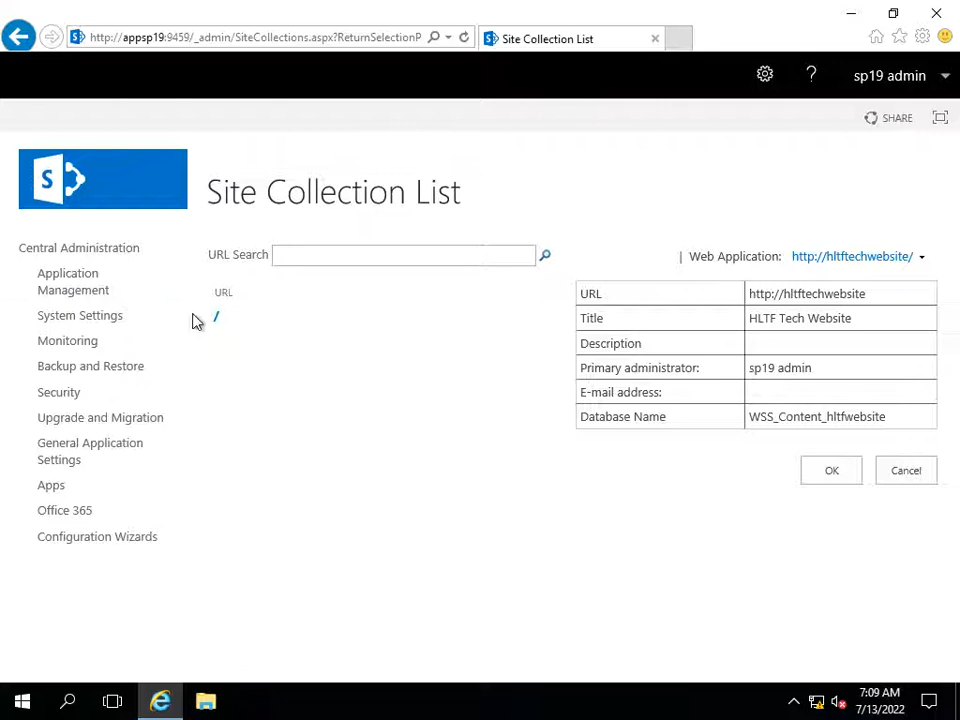 http://appsp19:9459/_admin/SiteCollections.aspx?ReturnSelectionP
Site Collection List
sp19 admin
SHARE
S
Site Collection List
Central Administration
Application
Management
System Settings
Monitoring
Backup and Restore
Security
Upgrade and Migration
General Application
Settings
Apps
Office 365
Configuration Wizards
URL Search
| Web Application: http://hltftechwebsite/
URL
/
URL http://hltftechwebsite
Title HLTF Tech Website
Description
Primary administrator: sp19 admin
E-mail address:
Database Name WSS_Content_hltfwebsite
OK Cancel
7:09 AM
7/13/2022